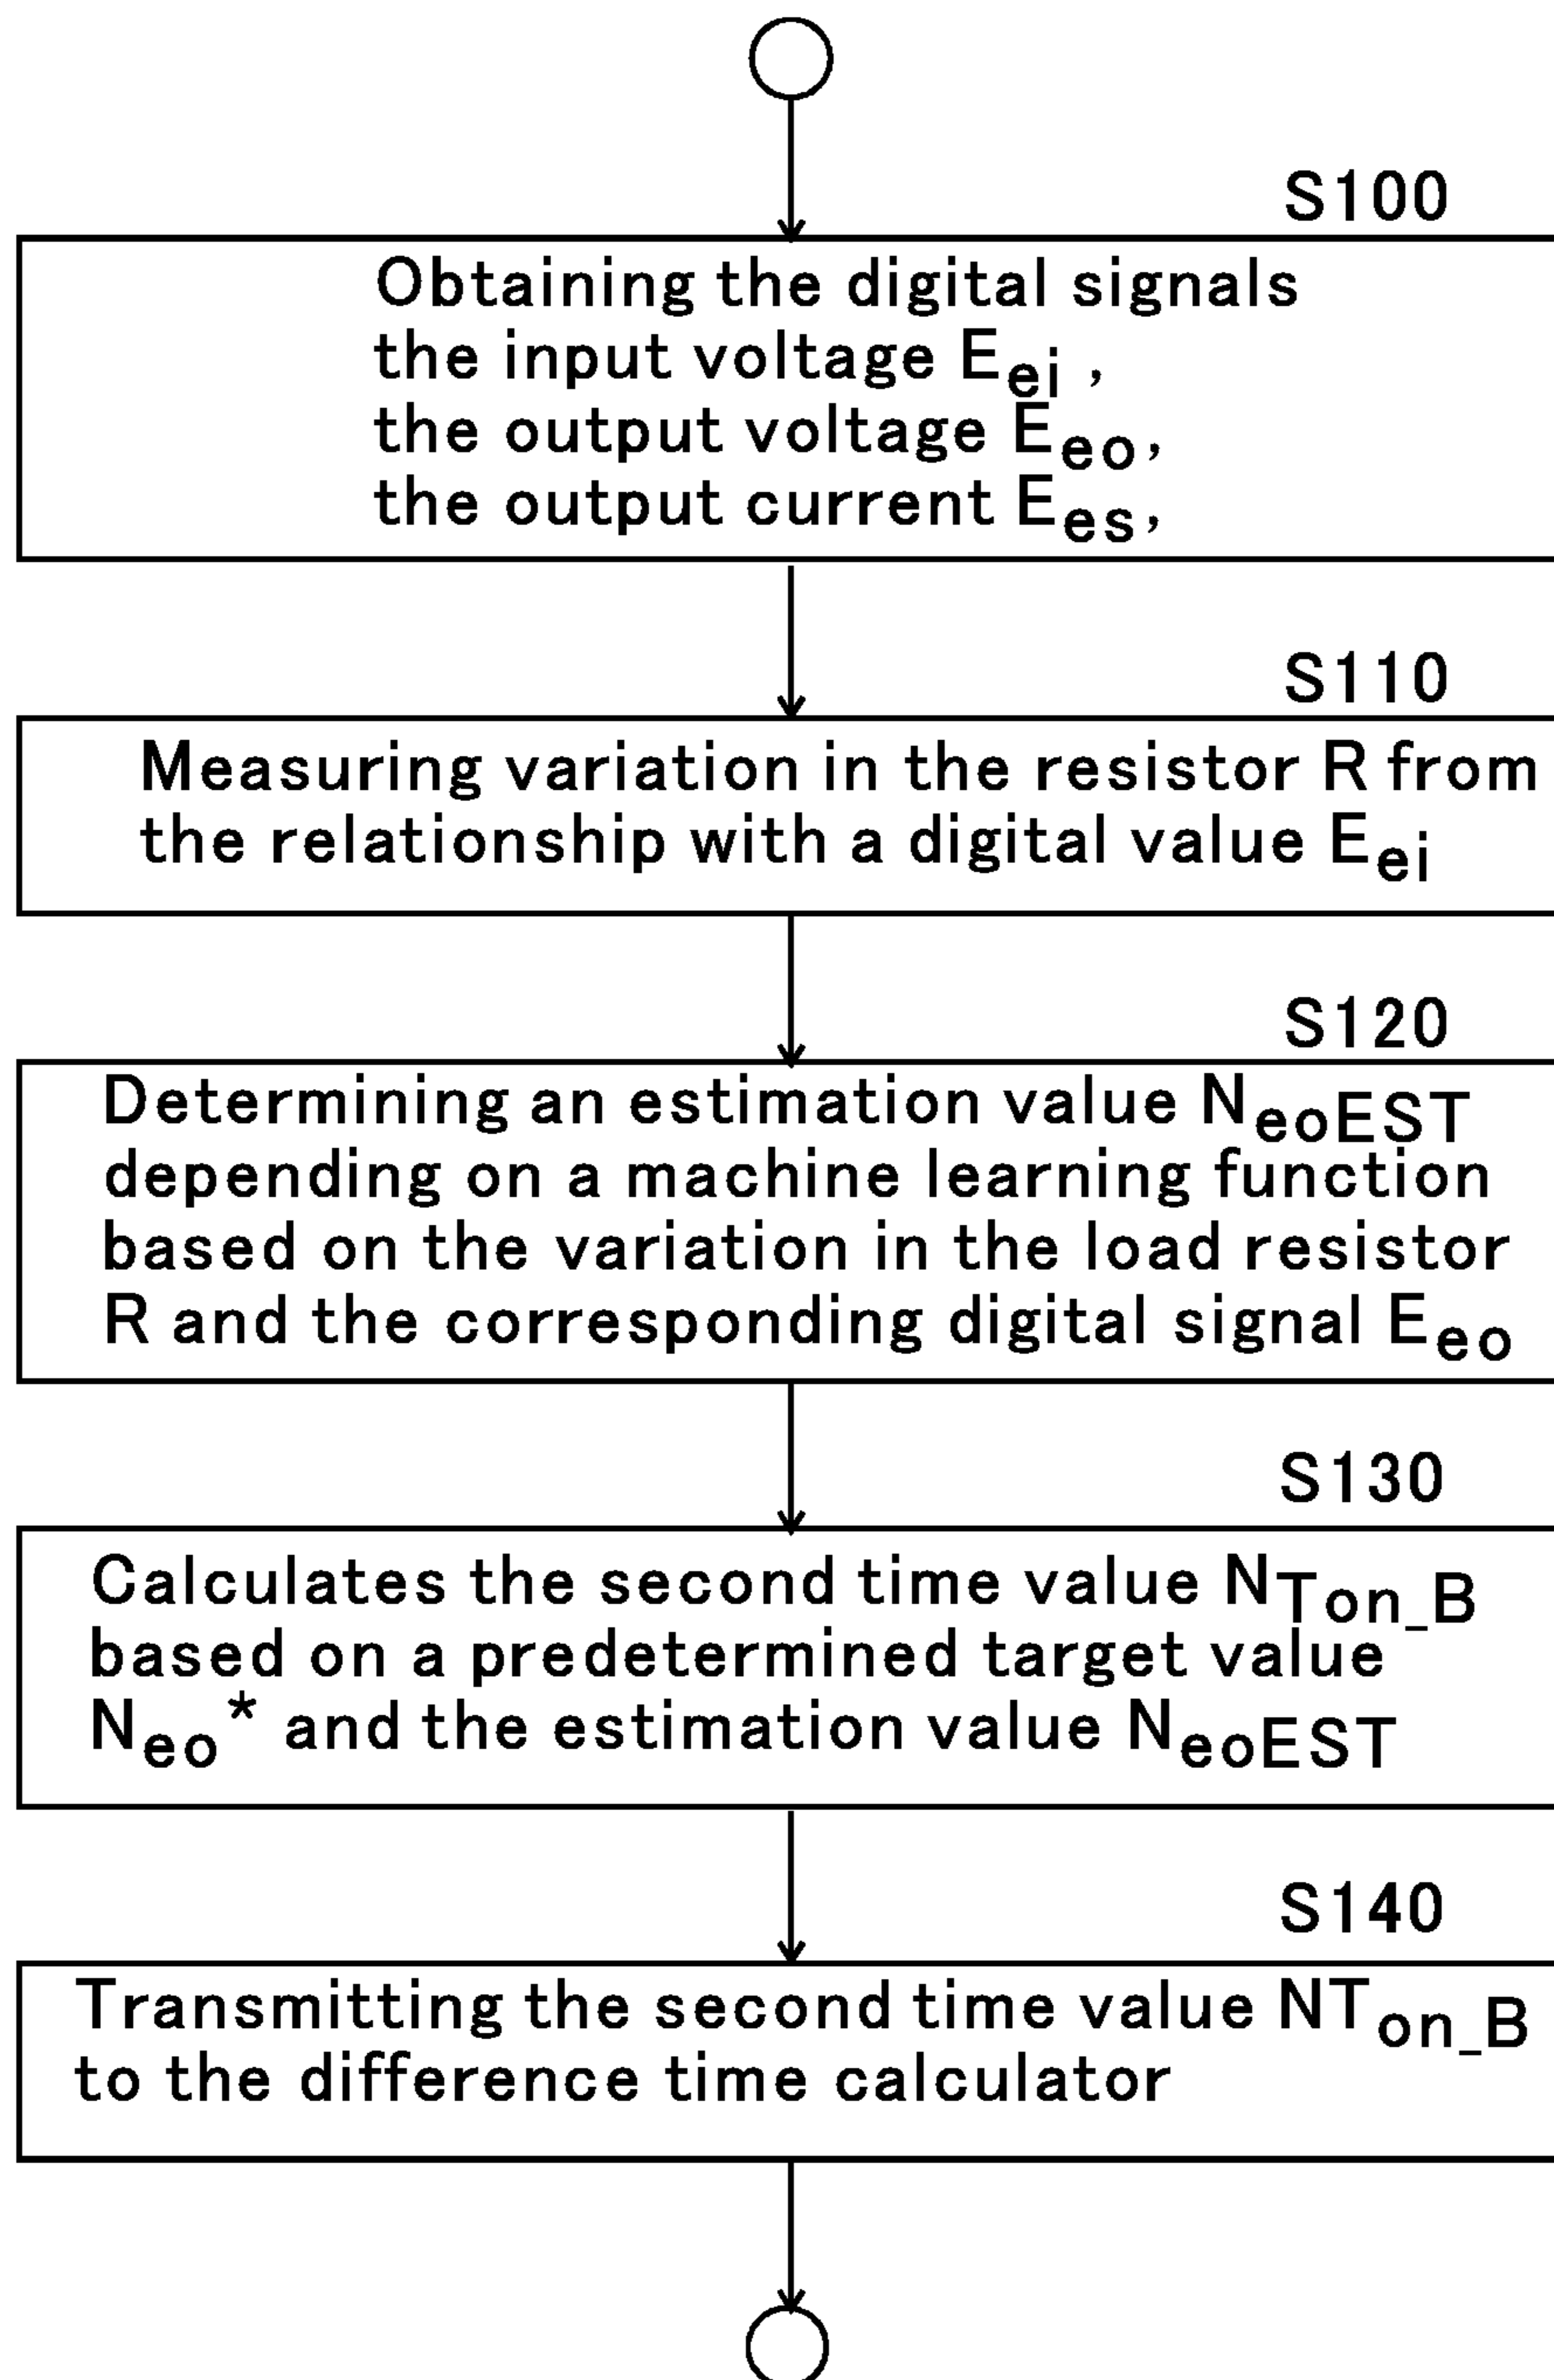 S100
Obtaining the digital signals
the input voltage Eei ,
the output voltage Eeo,
the output current Ees,
S110
Measuring variation in the resistor R from
the relationship with a digital value Eei
S120
Determining an estimation value NeoEST
depending on a machine learning function
based on the variation in the load resistor
R and the corresponding digital signal Eeo
S130
Calculates the second time value NTon_B
based on a predetermined target value
Neo* and the estimation value NeoEST
S140
Transmitting the second time value NTon_B
to the difference time calculator